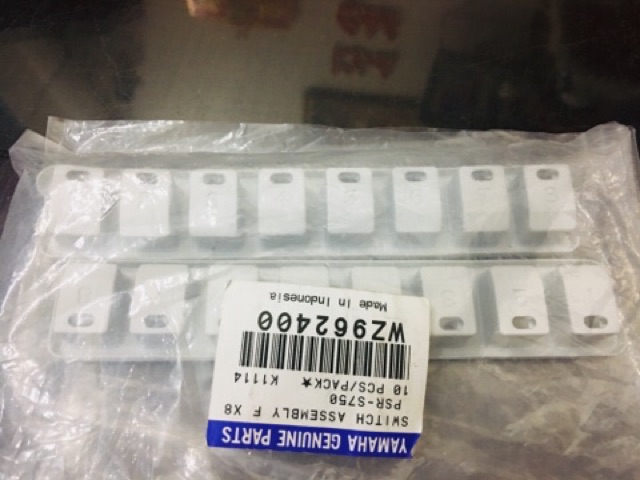 YAMAHA GENUINE PARTS
SWITCH ASSEMBLY F X8
PSR-S750
10 PCS/PACK★ K1114
WZ962400
Made in Indonesia